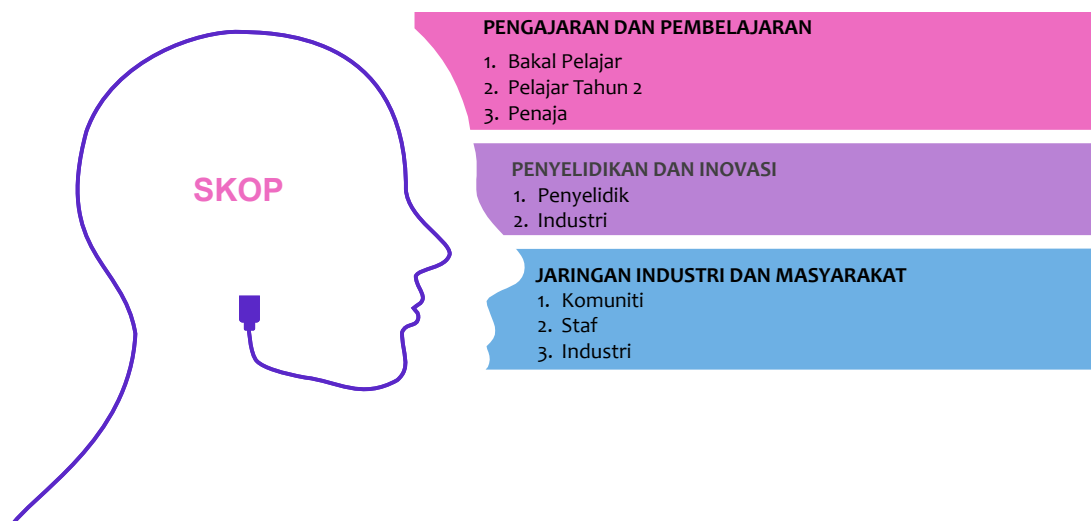 SKOP
PENGAJARAN DAN PEMBELAJARAN
1. Bakal Pelajar
2. Pelajar Tahun 2
3. Penaja
PENYELIDIKAN DAN INOVASI
1. Penyelidik
2. Industri
JARINGAN INDUSTRI DAN MASYARAKAT
1. Komuniti
2. Staf
3. Industri